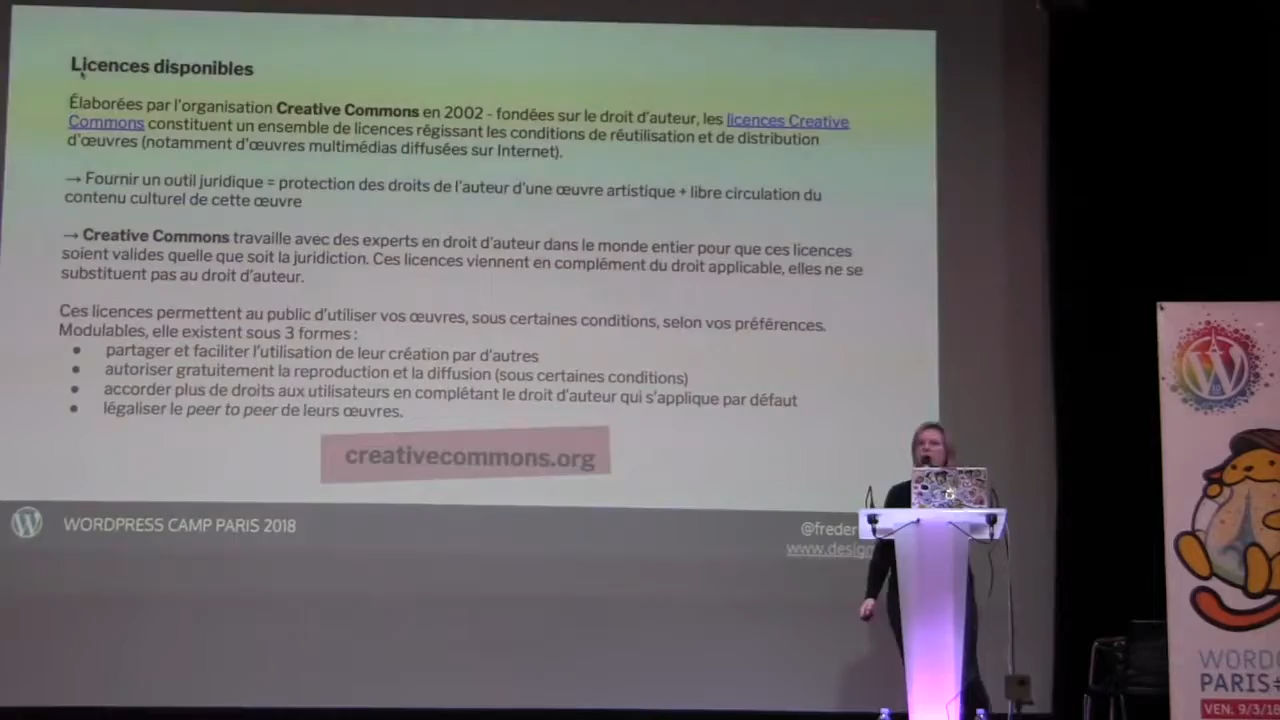 Licences disponibles
Élaborées par l'organisation Creative Commons en 2002 - fondées sur le droit d'auteur, les licences Creative
Commons constituent un ensemble de licences régissant les conditions de réutilisation et de distribution
d'œuvres (notamment d'œuvres multimédias diffusées sur Internet).
→ Fournir un outil juridique = protection des droits de l'auteur d'une œuvre artistique + libre circulation du
contenu culturel de cette œuvre
→ Creative Commons travaille avec des experts en droit d'auteur dans le monde entier pour que ces licences
soient valides quelle que soit la juridiction. Ces licences viennent en complément du droit applicable, elles ne se
substituent pas au droit d'auteur.
Ces licences permettent au public d'utiliser vos œuvres, sous certaines conditions, selon vos préférences.
Modulables, elle existent sous 3 formes :
• partager et faciliter l'utilisation de leur création par d'autres
• autoriser gratuitement la reproduction et la diffusion (sous certaines conditions)
• accorder plus de droits aux utilisateurs en complétant le droit d'auteur qui s'applique par défaut
• légaliser le peer to peer de leurs œuvres.
creativecommons.org
WORDPRESS CAMP PARIS 2018
@freder
www.design
WORDC
PARIS#
VEN. 9/3/18